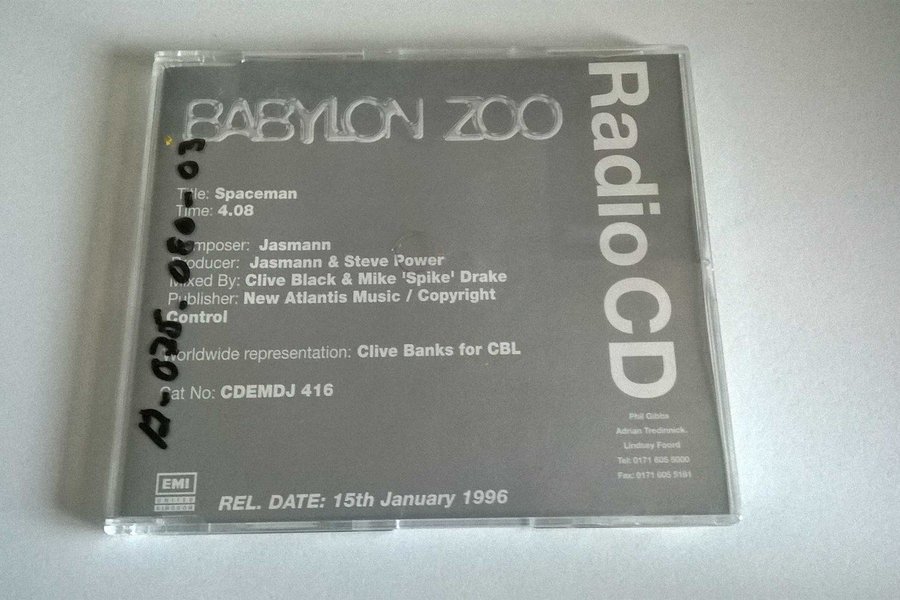 BABYLON ZOO
Title: Spaceman
Time: 4.08
Composer: Jasmann
Producer: Jasmann & Steve Power
Mixed By: Clive Black & Mike 'Spike' Drake
Publisher: New Atlantis Music / Copyright
Control
Worldwide representation: Clive Banks for CBL
Cat No: CDEMDJ 416
EMI
UNITED
KINGDOM
REL. DATE: 15th January 1996
Radio CD
Phil Gibbs
Adrian Tredinnick.
Lindsey Foord
Tel: 0171 605 5000
Fax: 0171 605 5161